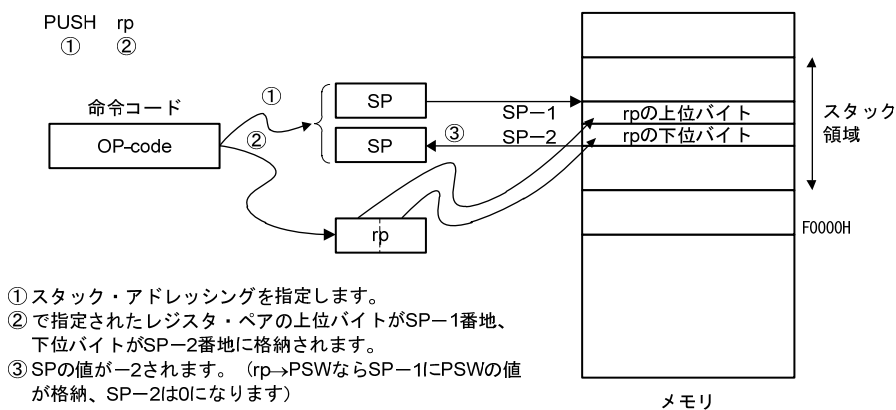 PUSH rp
① ②
命令コード
OP-code
①
②
SP
SP
③
rp
SP−1
SP−2
rpの上位バイト
rpの下位バイト
スタック
領域
F0000H
メモリ
① スタック・アドレッシングを指定します。
② で指定されたレジスタ・ペアの上位バイトがSP−1番地、
下位バイトがSP−2番地に格納されます。
③ SPの値が−2されます。（rp→PSWならSP−1にPSWの値
が格納、SP−2は0になります）